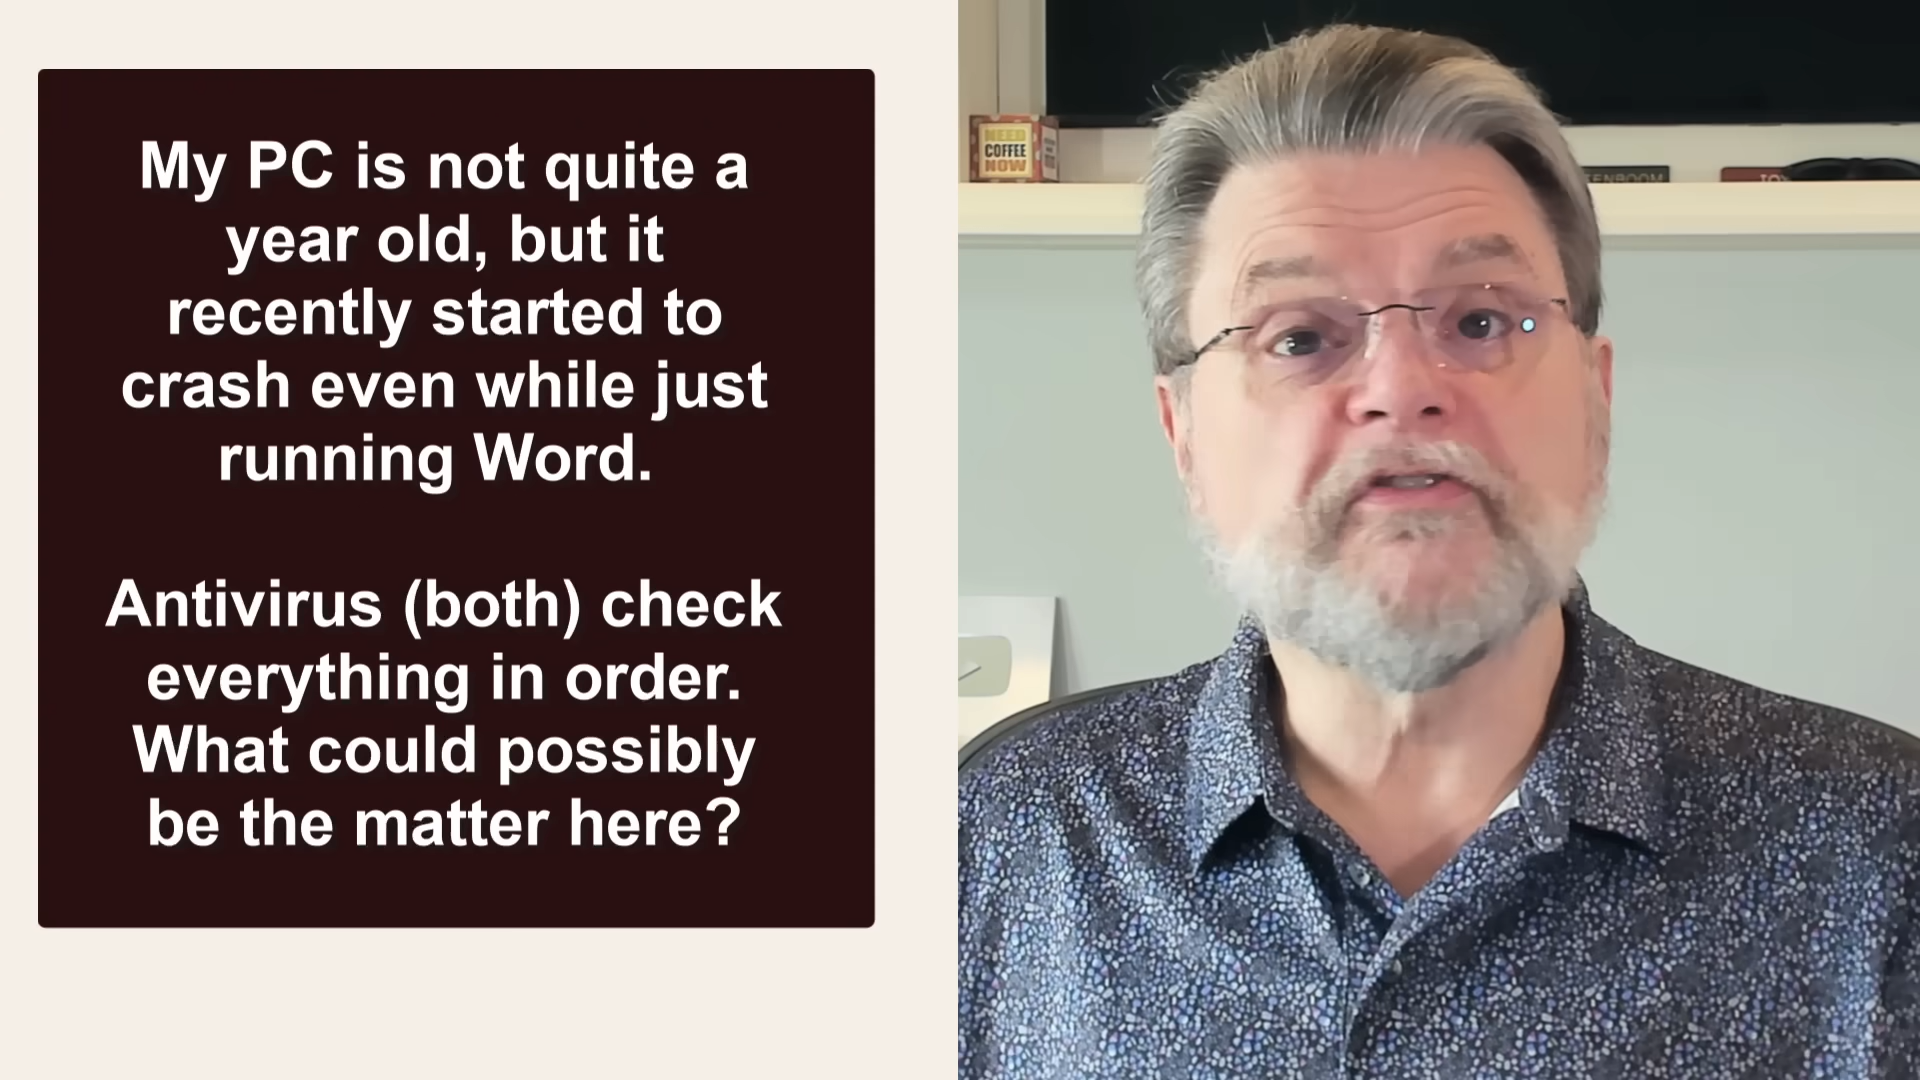 My PC is not quite a
year old, but it
recently started to
crash even while just
running Word.
Antivirus (both) check
everything in order.
What could possibly
be the matter here?
NEED
COFFEE
NOW